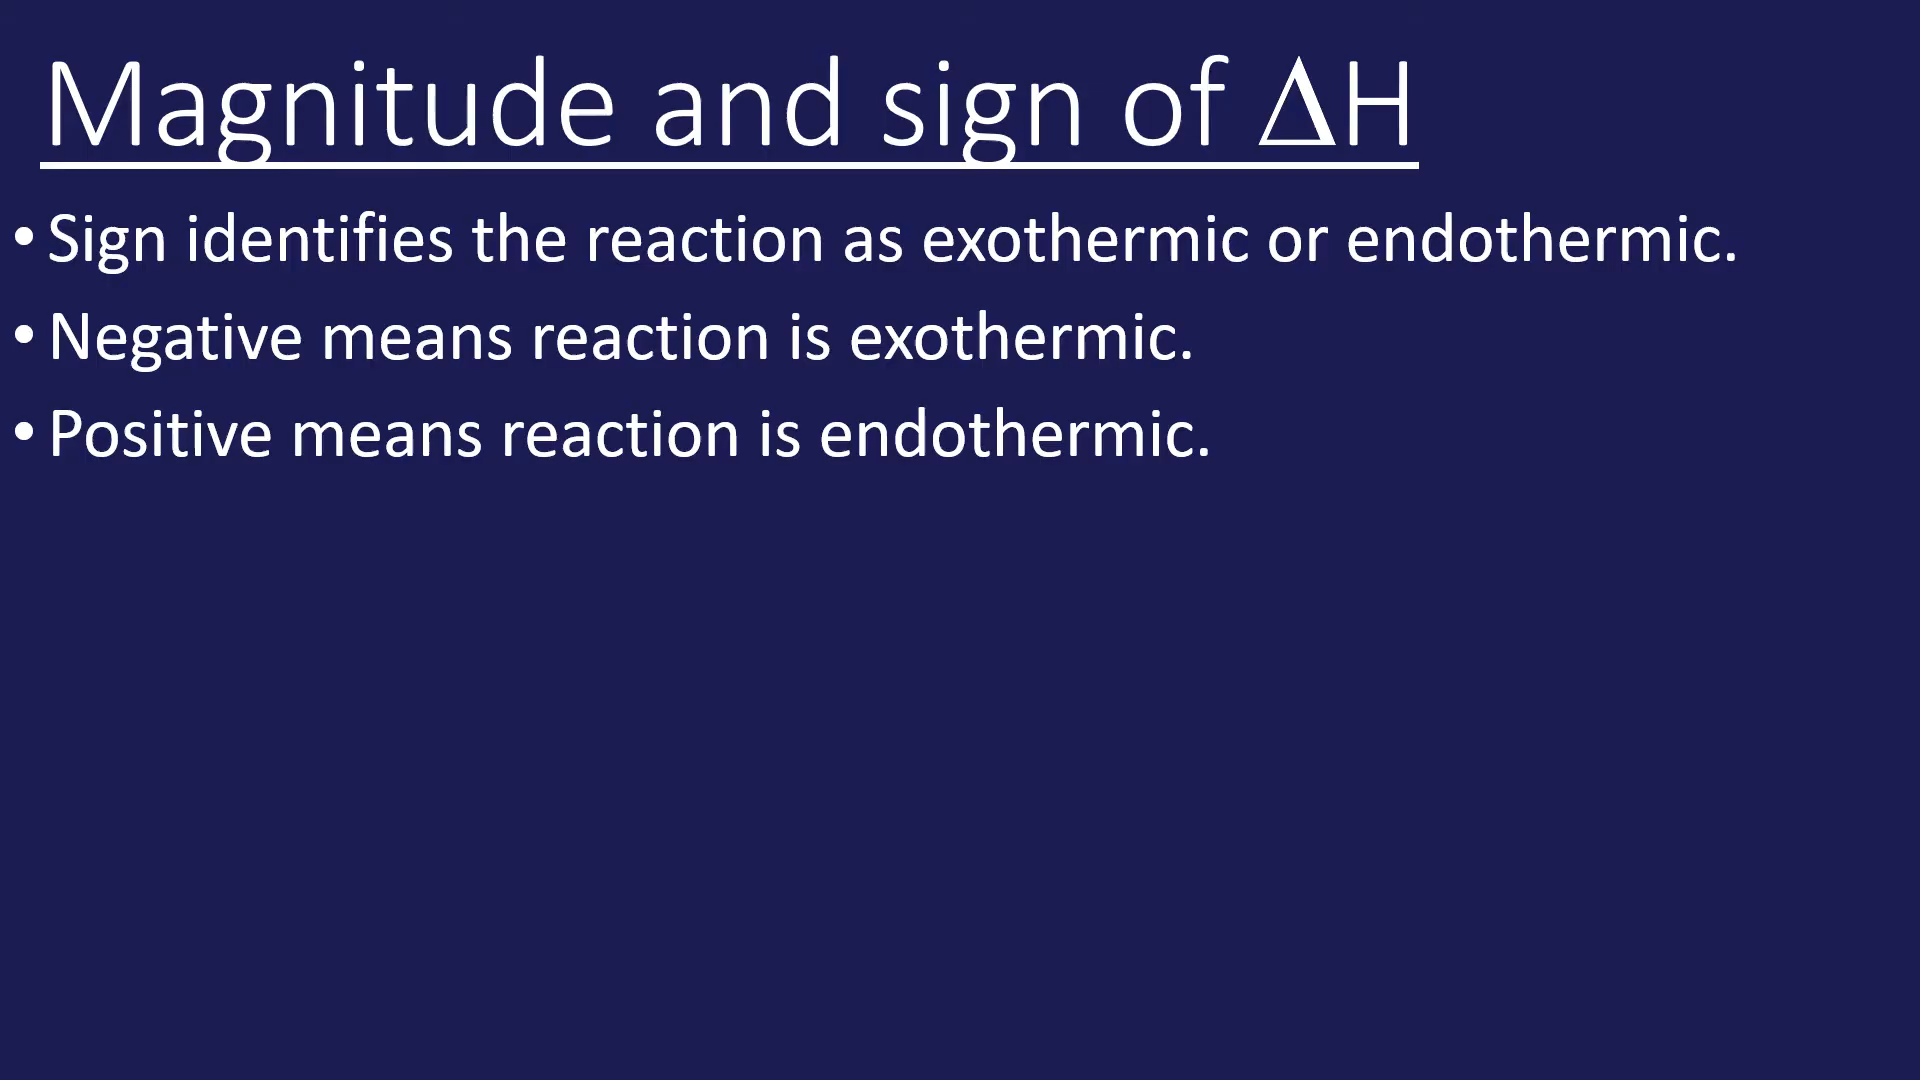 Magnitude and sign of ΔH
• Sign identifies the reaction as exothermic or endothermic.
• Negative means reaction is exothermic.
• Positive means reaction is endothermic.